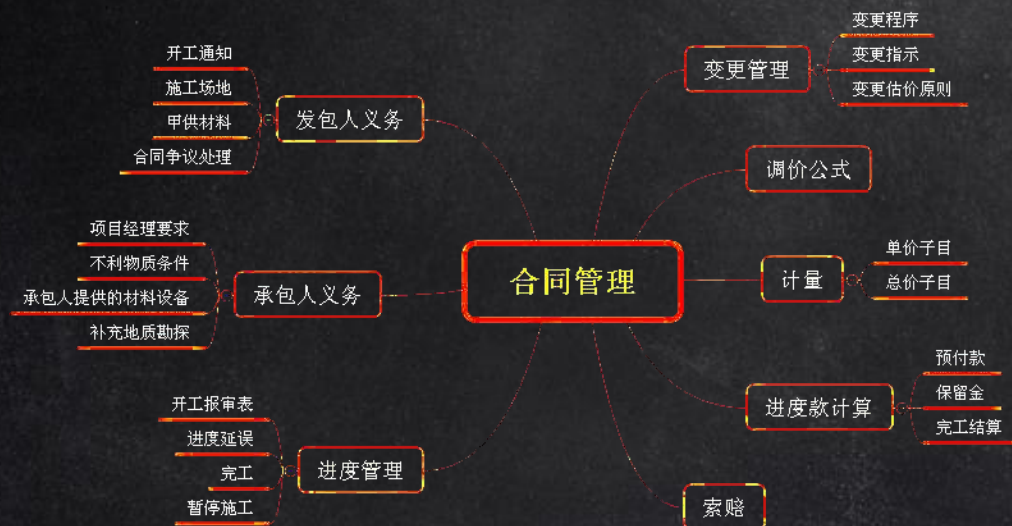 合同管理
发包人义务
开工通知
施工场地
甲供材料
合同争议处理
承包人义务
项目经理要求
不利物质条件
承包人提供的材料设备
补充地质勘探
进度管理
开工报审表
进度延误
完工
暂停施工
变更管理
变更程序
变更指示
变更估价原则
调价公式
计量
单价子目
总价子目
进度款计算
预付款
保留金
完工结算
索赔